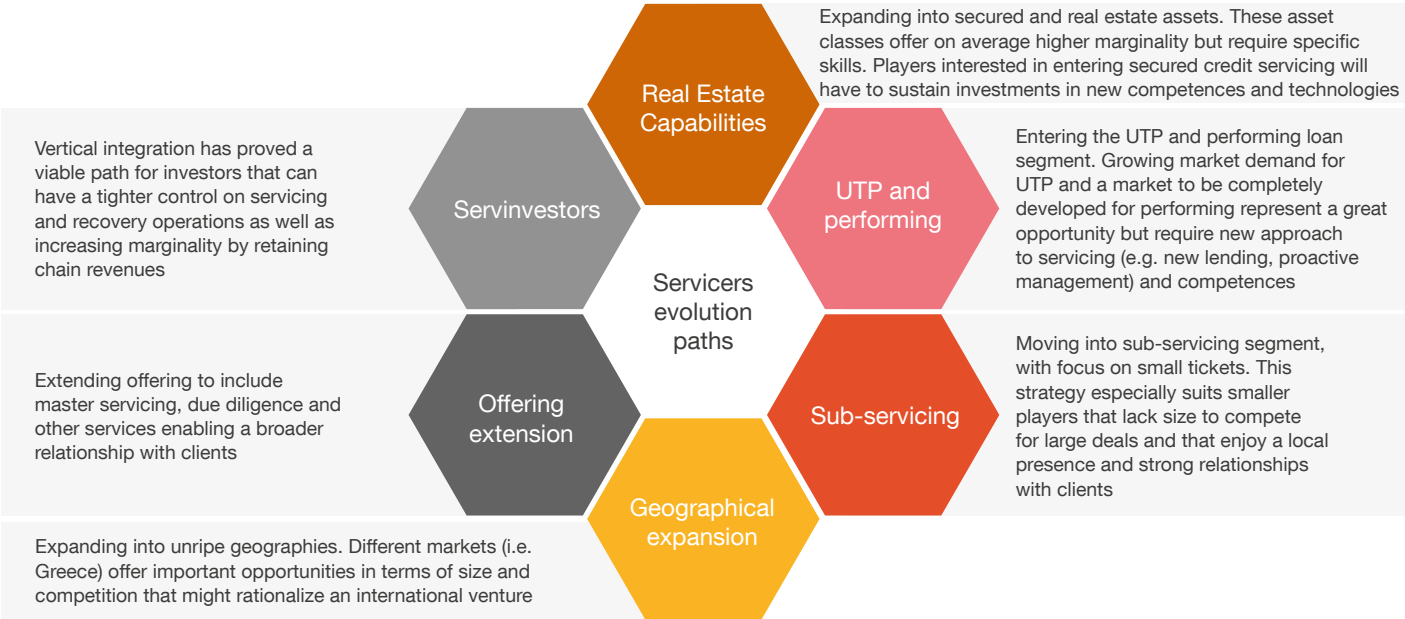 Real Estate
Capabilities
Expanding into secured and real estate assets. These asset
classes offer on average higher marginality but require specific
skills. Players interested in entering secured credit servicing will
have to sustain investments in new competences and technologies
Vertical integration has proved a
viable path for investors that can
have a tighter control on servicing
and recovery operations as well as
increasing marginality by retaining
chain revenues
Servinvestors
UTP and
performing
Entering the UTP and performing loan
segment. Growing market demand for
UTP and a market to be completely
developed for performing represent a great
opportunity but require new approach
to servicing (e.g. new lending, proactive
management) and competences
Servicers
evolution
paths
Extending offering to include
master servicing, due diligence and
other services enabling a broader
relationship with clients
Offering
extension
Sub-servicing
Moving into sub-servicing segment,
with focus on small tickets. This
strategy especially suits smaller
players that lack size to compete
for large deals and that enjoy a local
presence and strong relationships
with clients
Geographical
expansion
Expanding into unripe geographies. Different markets (i.e.
Greece) offer important opportunities in terms of size and
competition that might rationalize an international venture